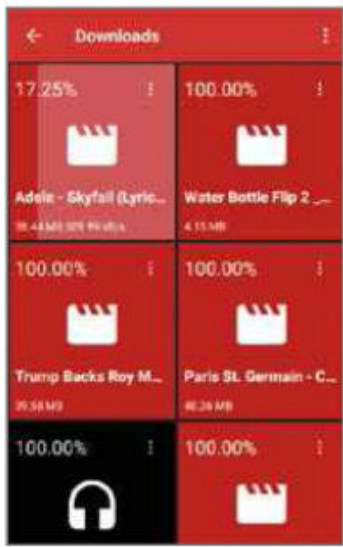 Downloads
17.25%
100.00%
Adele - Skyfall (Lyric...
Water Bottle Flip 2
4.15 MB
100.00%
100.00%
Trump Backs Roy M...
Paris St. Germain - C...
39.58 MB
40.26 MB
100.00%
100.00%